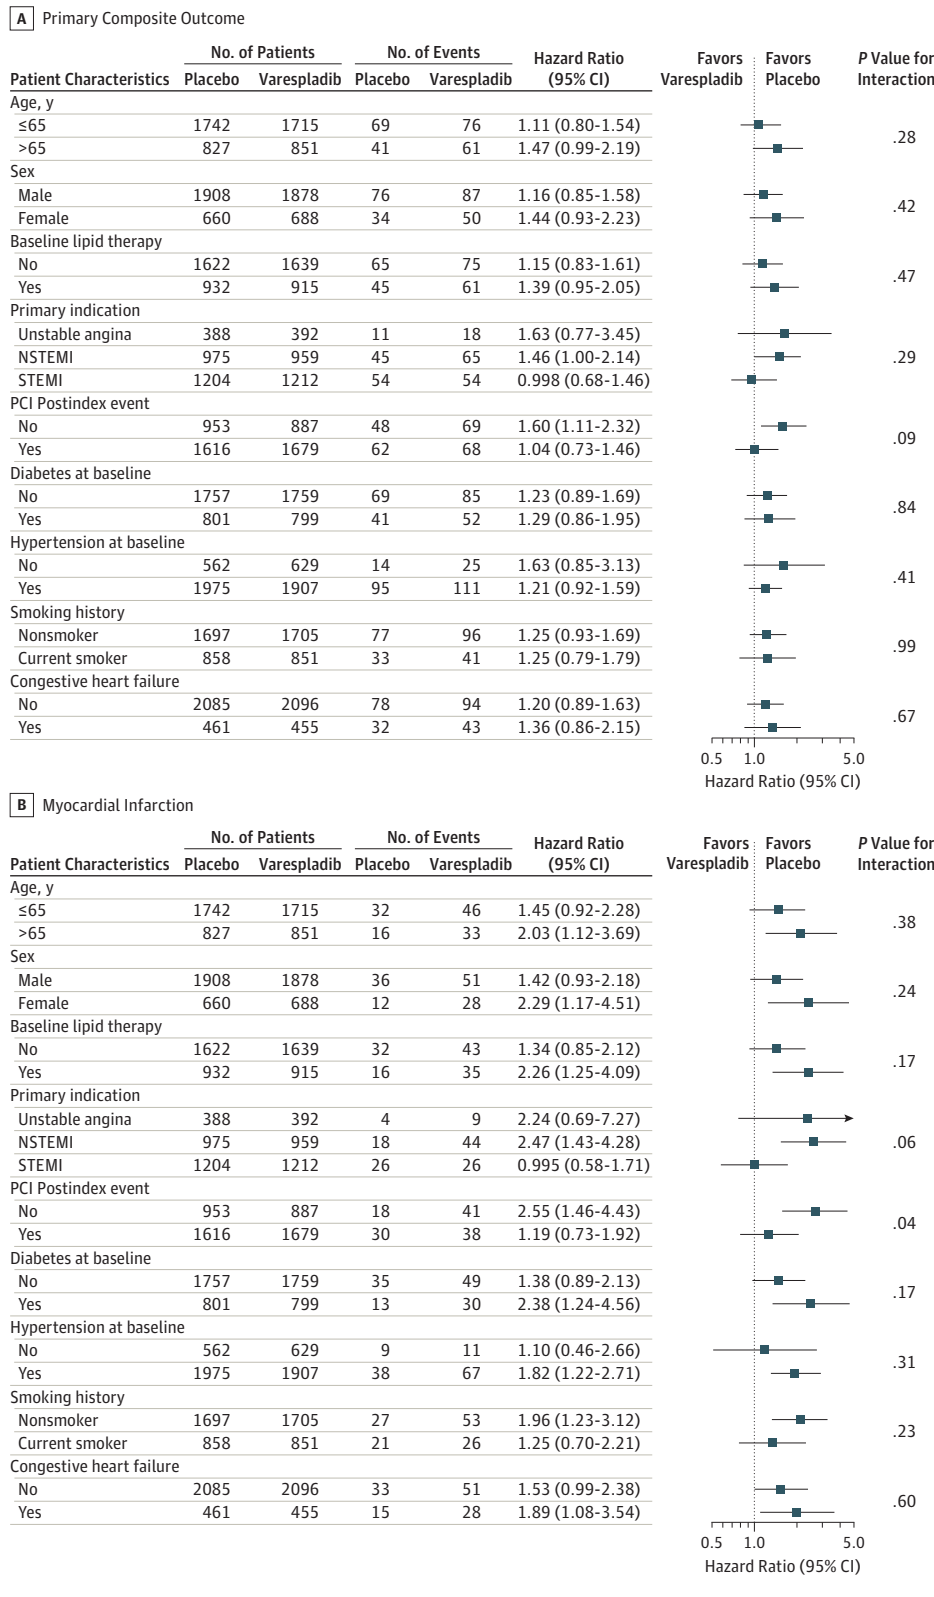 A Primary Composite Outcome
No. of Patients No. of Events Hazard Ratio Favors Favors P Value for
Patient Characteristics Placebo Varespladib Placebo Varespladib (95% CI) Varespladib Placebo Interaction
Age, y
≤65 1742 1715 69 76 1.11 (0.80-1.54)
.28
>65 827 851 41 61 1.47 (0.99-2.19)
Sex
Male 1908 1878 76 87 1.16 (0.85-1.58)
.42
Female 660 688 34 50 1.44 (0.93-2.23)
Baseline lipid therapy
No 1622 1639 65 75 1.15 (0.83-1.61)
.47
Yes 932 915 45 61 1.39 (0.95-2.05)
Primary indication
Unstable angina 388 392 11 18 1.63 (0.77-3.45)
NSTEMI 975 959 45 65 1.46 (1.00-2.14) .29
STEMI 1204 1212 54 54 0.998 (0.68-1.46)
PCI Postindex event
No 953 887 48 69 1.60 (1.11-2.32)
.09
Yes 1616 1679 62 68 1.04 (0.73-1.46)
Diabetes at baseline
No 1757 1759 69 85 1.23 (0.89-1.69)
.84
Yes 801 799 41 52 1.29 (0.86-1.95)
Hypertension at baseline
No 562 629 14 25 1.63 (0.85-3.13)
.41
Yes 1975 1907 95 111 1.21 (0.92-1.59)
Smoking history
Nonsmoker 1697 1705 77 96 1.25 (0.93-1.69)
.99
Current smoker 858 851 33 41 1.25 (0.79-1.79)
Congestive heart failure
No 2085 2096 78 94 1.20 (0.89-1.63)
.67
Yes 461 455 32 43 1.36 (0.86-2.15)
0.5 1.0 5.0
Hazard Ratio (95% CI)
B Myocardial Infarction
No. of Patients No. of Events Hazard Ratio Favors Favors P Value for
Patient Characteristics Placebo Varespladib Placebo Varespladib (95% CI) Varespladib Placebo Interaction
Age, y
≤65 1742 1715 32 46 1.45 (0.92-2.28)
.38
>65 827 851 16 33 2.03 (1.12-3.69)
Sex
Male 1908 1878 36 51 1.42 (0.93-2.18)
.24
Female 660 688 12 28 2.29 (1.17-4.51)
Baseline lipid therapy
No 1622 1639 32 43 1.34 (0.85-2.12)
.17
Yes 932 915 16 35 2.26 (1.25-4.09)
Primary indication
Unstable angina 388 392 4 9 2.24 (0.69-7.27)
NSTEMI 975 959 18 44 2.47 (1.43-4.28) .06
STEMI 1204 1212 26 26 0.995 (0.58-1.71)
PCI Postindex event
No 953 887 18 41 2.55 (1.46-4.43)
.04
Yes 1616 1679 30 38 1.19 (0.73-1.92)
Diabetes at baseline
No 1757 1759 35 49 1.38 (0.89-2.13)
.17
Yes 801 799 13 30 2.38 (1.24-4.56)
Hypertension at baseline
No 562 629 9 11 1.10 (0.46-2.66)
.31
Yes 1975 1907 38 67 1.82 (1.22-2.71)
Smoking history
Nonsmoker 1697 1705 27 53 1.96 (1.23-3.12)
.23
Current smoker 858 851 21 26 1.25 (0.70-2.21)
Congestive heart failure
No 2085 2096 33 51 1.53 (0.99-2.38)
.60
Yes 461 455 15 28 1.89 (1.08-3.54)
0.5 1.0 5.0
Hazard Ratio (95% CI)